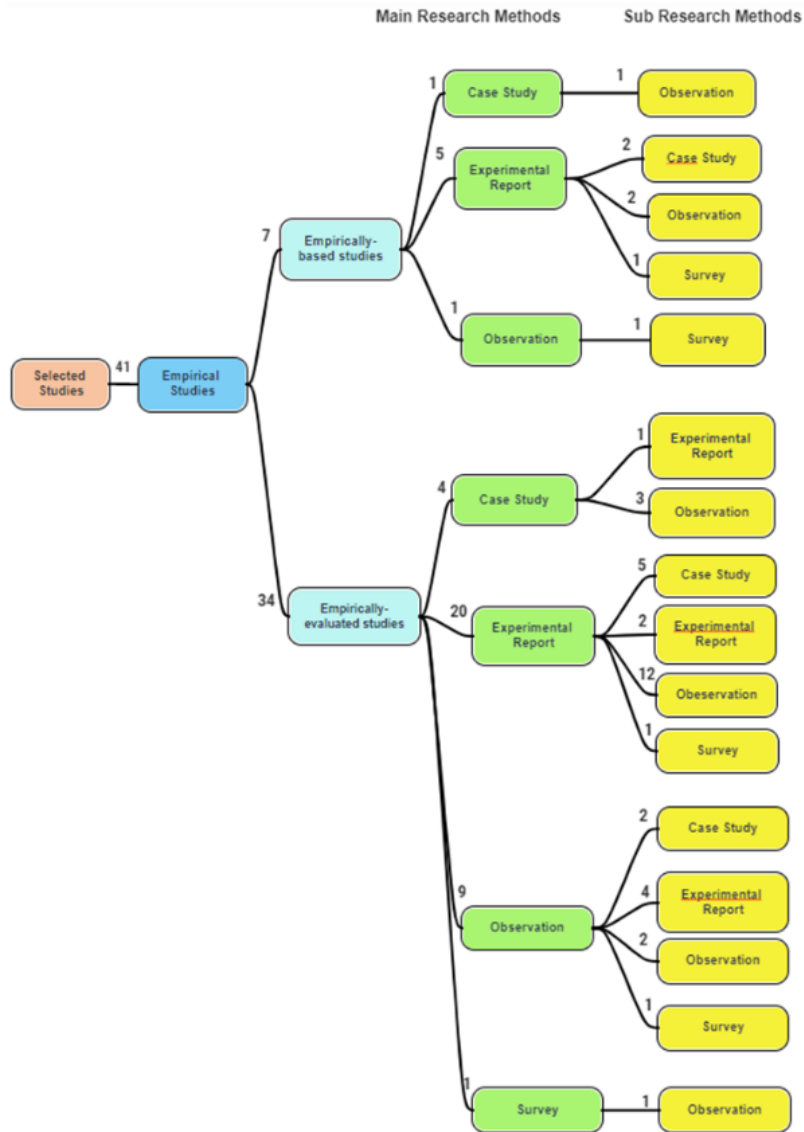 Main Research Methods
Sub Research Methods
1
Case Study
1
Observation
5
Experimental
Report
2
Case Study
2
Observation
1
Survey
7
Empirically-
based studies
1
Observation
1
Survey
Selected
Studies
41
Empirical
Studies
34
Empirically-
evaluated studies
4
Case Study
1
Experimental
Report
3
Observation
20
Experimental
Report
5
Case Study
2
Experimental
Report
12
Obeservation
1
Survey
9
Observation
2
Case Study
4
Experimental
Report
2
Observation
1
Survey
1
Survey
1
Observation